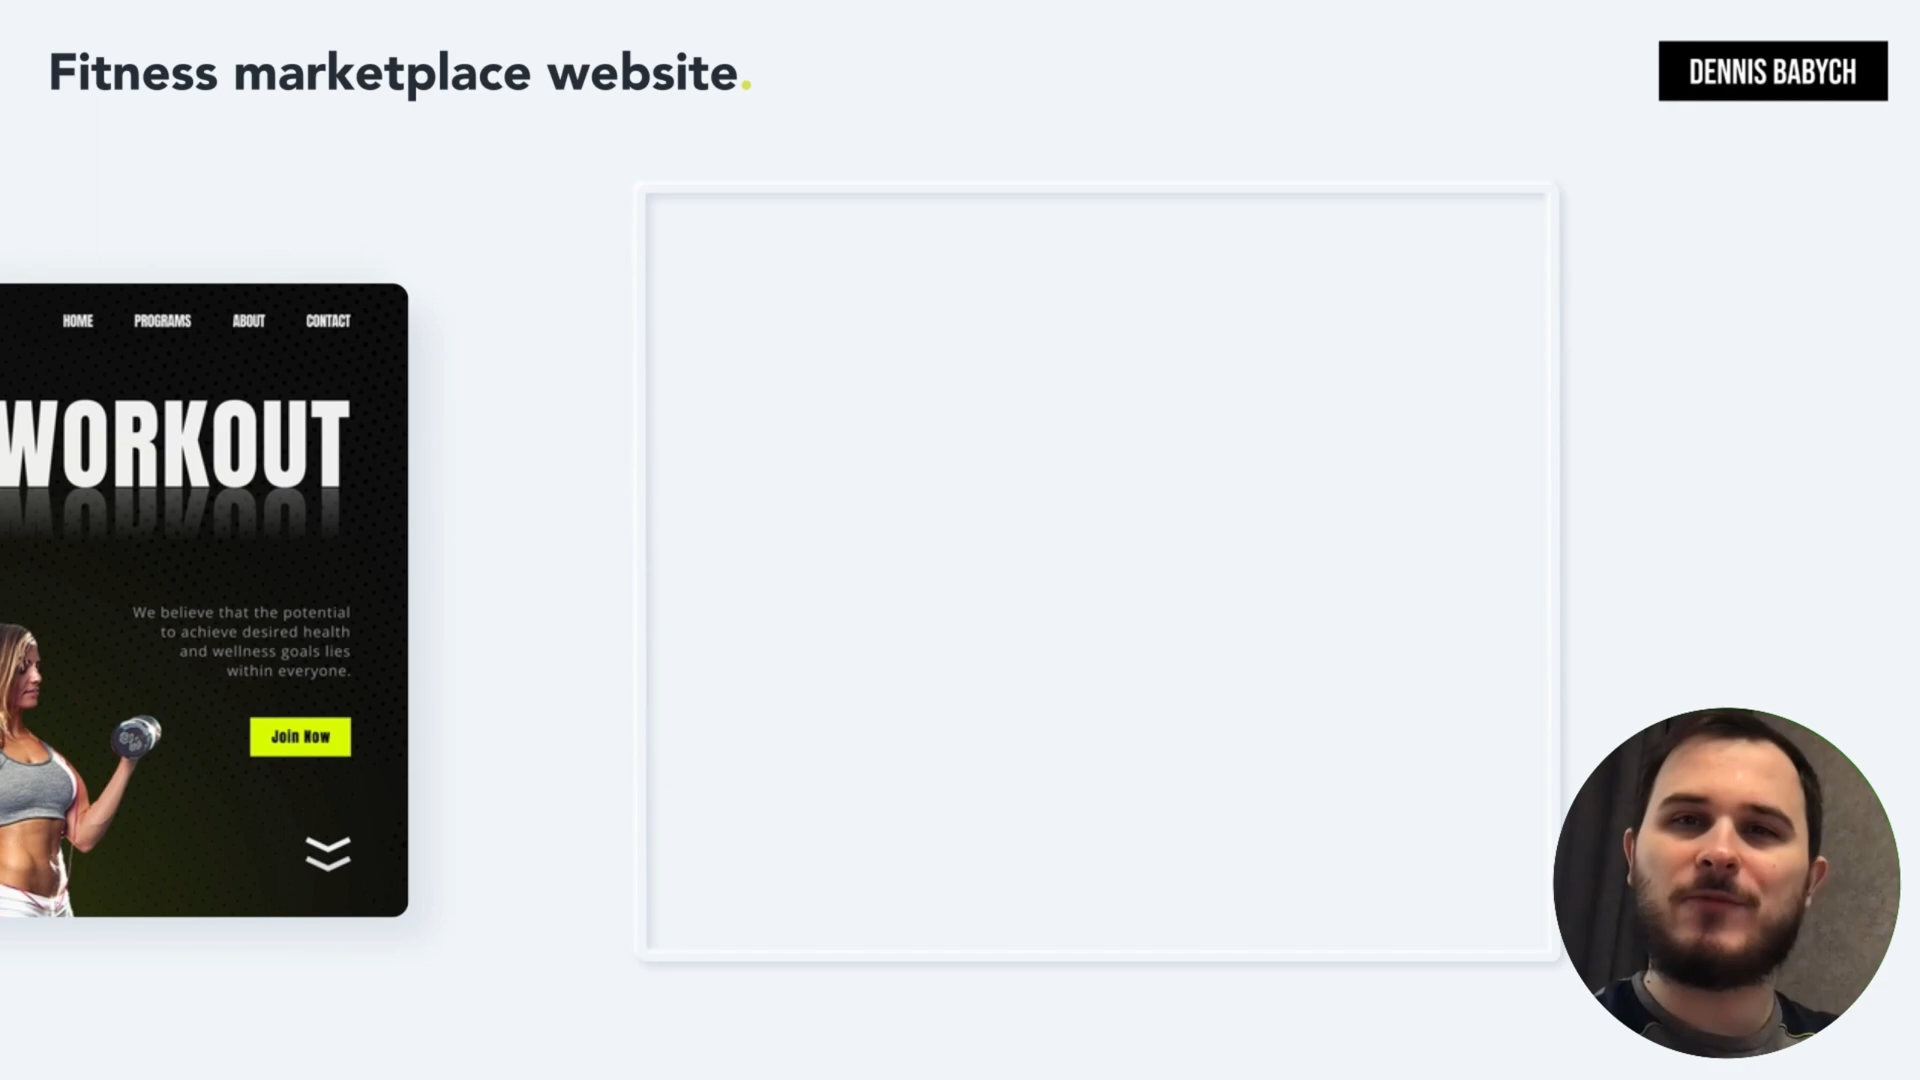 Fitness marketplace website.
DENNIS BABYCH
HOME PROGRAMS ABOUT CONTACT
WORKOUT
We believe that the potential
to achieve desired health
and wellness goals lies
within everyone.
Join Now